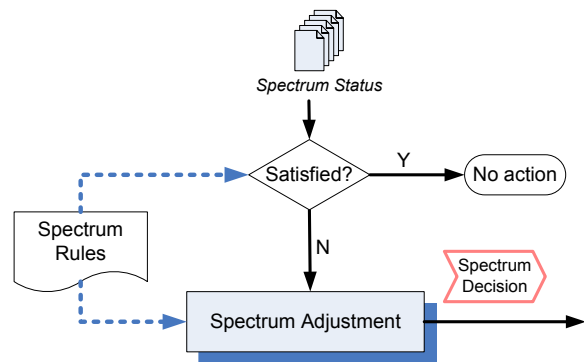 Spectrum Status
Satisfied?
Y
No action
N
Spectrum
Rules
Spectrum
Decision
Spectrum Adjustment